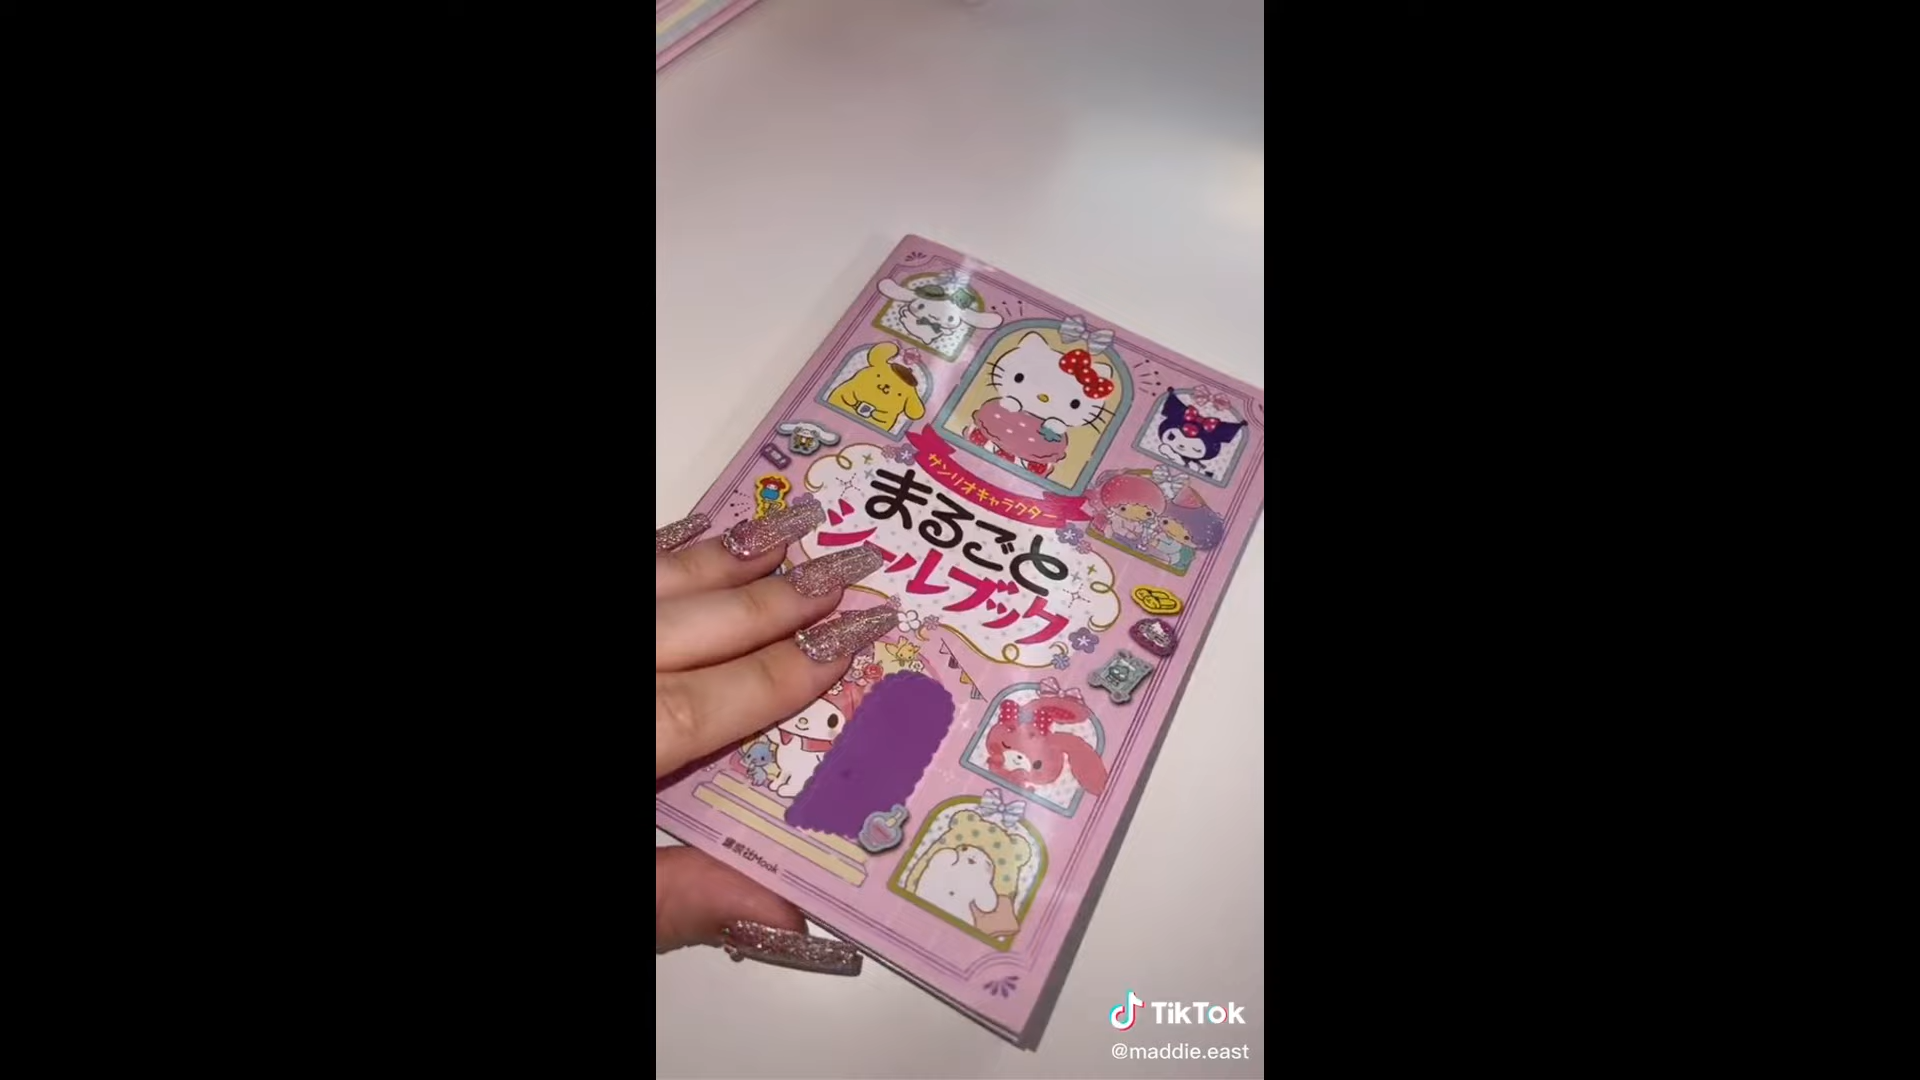 サンリオキャラクター
まるごと
シールブック
講談社Mook
TikTok
@maddie.east